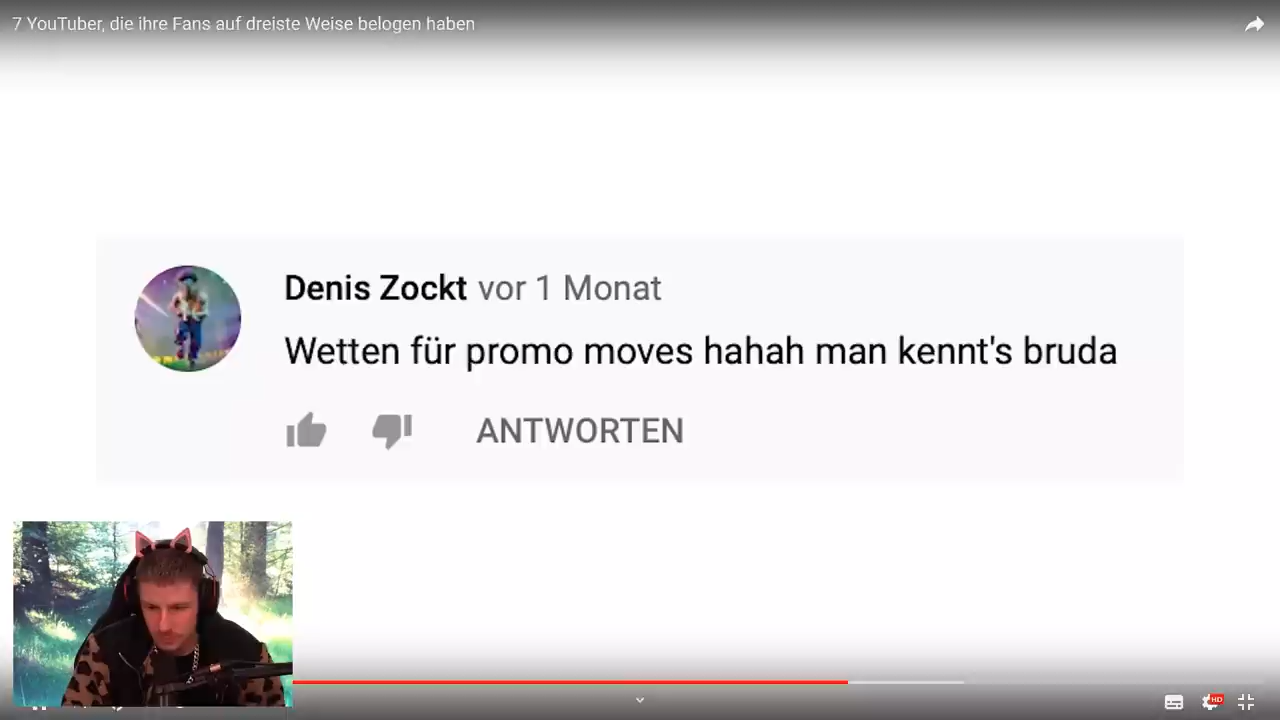 7 YouTuber, die ihre Fans auf dreiste Weise belogen haben
Denis Zockt vor 1 Monat
Wetten für promo moves hahah man kennt's bruda
ANTWORTEN
HD